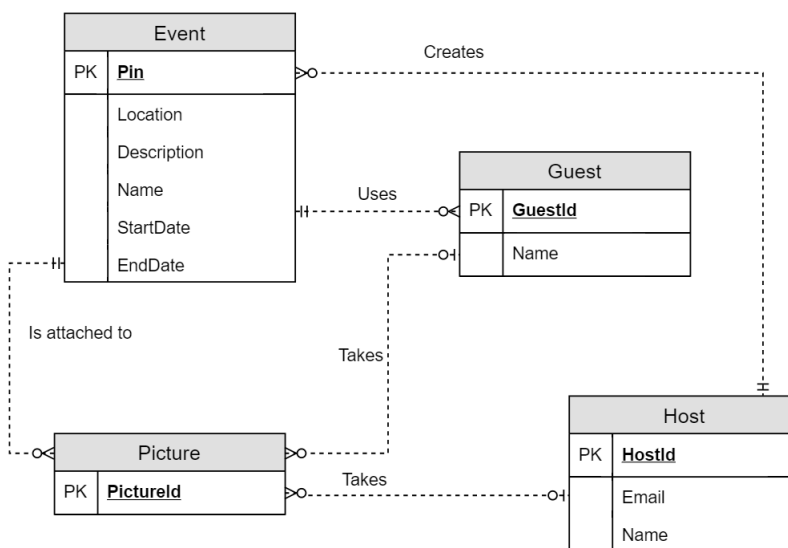 Event
PK Pin
Location
Description
Name
StartDate
EndDate
Creates
Uses
Guest
PK GuestId
Name
Is attached to
Takes
Picture
PK PictureId
Takes
Host
PK HostId
Email
Name